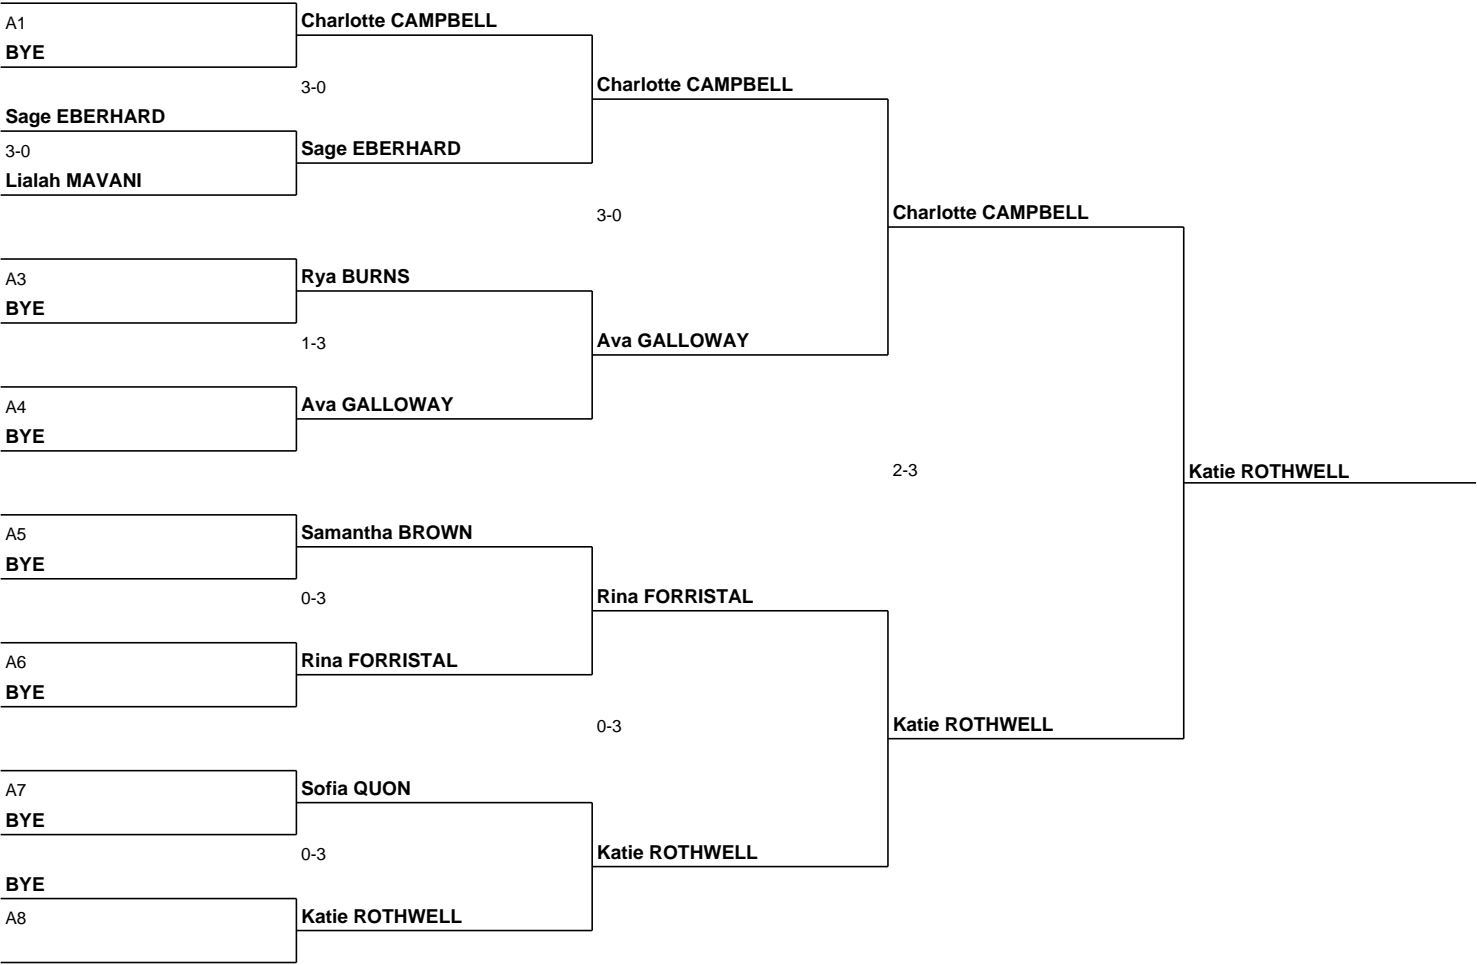 A1
BYE
Charlotte CAMPBELL
3-0
Charlotte CAMPBELL
Sage EBERHARD
3-0
Lialah MAVANI
Sage EBERHARD
3-0
Charlotte CAMPBELL
A3
BYE
Rya BURNS
1-3
Ava GALLOWAY
A4
BYE
Ava GALLOWAY
2-3
Katie ROTHWELL
A5
BYE
Samantha BROWN
0-3
Rina FORRISTAL
A6
BYE
Rina FORRISTAL
0-3
Katie ROTHWELL
A7
BYE
Sofia QUON
0-3
Katie ROTHWELL
BYE
A8
Katie ROTHWELL